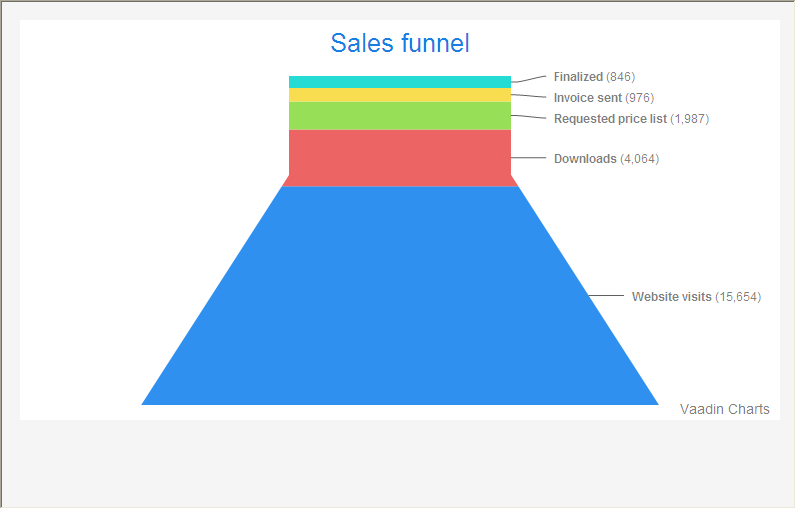 Sales funnel
Finalized (846)
Invoice sent (976)
Requested price list (1,987)
Downloads (4,064)
Website visits (15,654)
Vaadin Charts